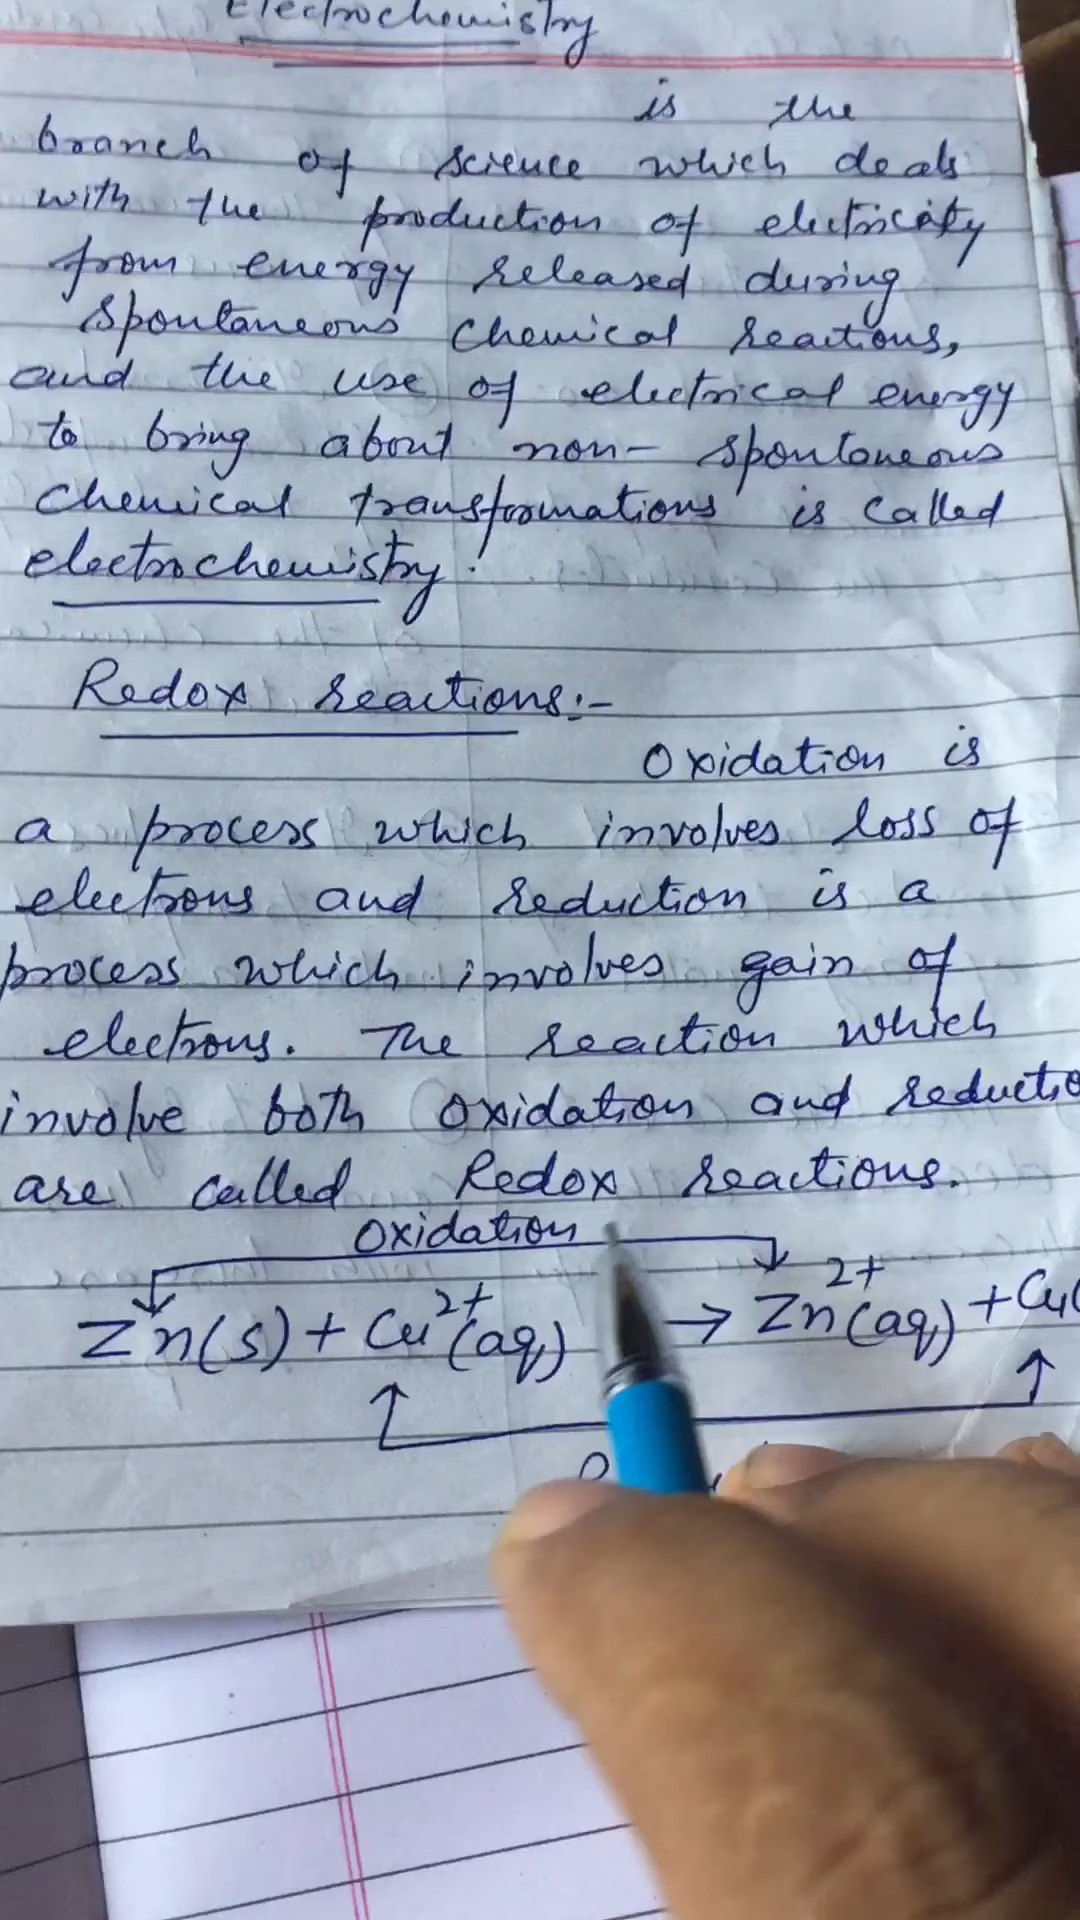 Electrochemistry
is the
branch of science which deals
with the production of electricity
from energy released during
spontaneous chemical reactions,
and the use of electrical energy
to bring about non-spontaneous
chemical transformations is called
electrochemistry.
Redox reactions:-
Oxidation is
a process which involves loss of
electrons and reduction is a
process which involves gain of
electrons. The reaction which
involve both oxidation and reductio
are called Redox reactions.
Oxidation
Zn(s) + Cu²⁺(aq) → Zn²⁺(aq) + Cu(